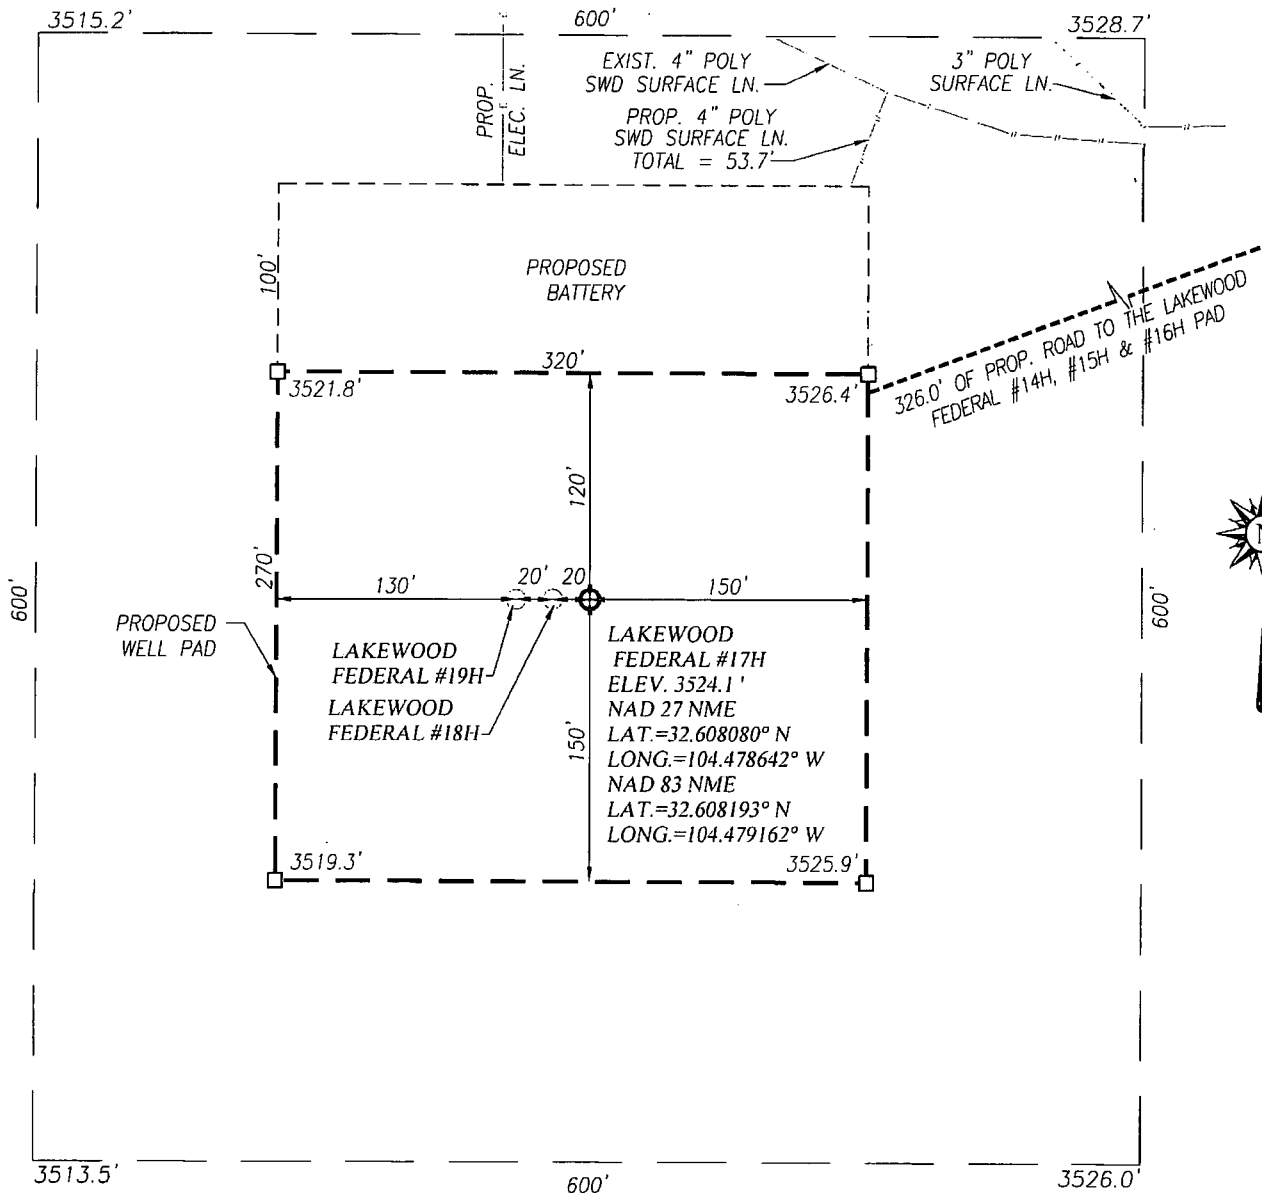 3515.2'
600'
3528.7'
EXIST. 4" POLY
SWD SURFACE LN.
3" POLY
SURFACE LN.
PROP.
ELEC. LN.
PROP. 4" POLY
SWD SURFACE LN.
TOTAL = 53.7'
100'
PROPOSED
BATTERY
326.0' OF PROP. ROAD TO THE LAKEWOOD
FEDERAL #14H, #15H & #16H PAD
320'
3521.8'
3526.4'
120'
N
270'
130'
20'
20
150'
600'
600'
PROPOSED
WELL PAD
LAKEWOOD
FEDERAL #19H
LAKEWOOD
FEDERAL #18H
150'
LAKEWOOD
FEDERAL #17H
ELEV. 3524.1'
NAD 27 NME
LAT.=32.608080° N
LONG.=104.478642° W
NAD 83 NME
LAT.=32.608193° N
LONG.=104.479162° W
3519.3'
3525.9'
3513.5'
600'
3526.0'